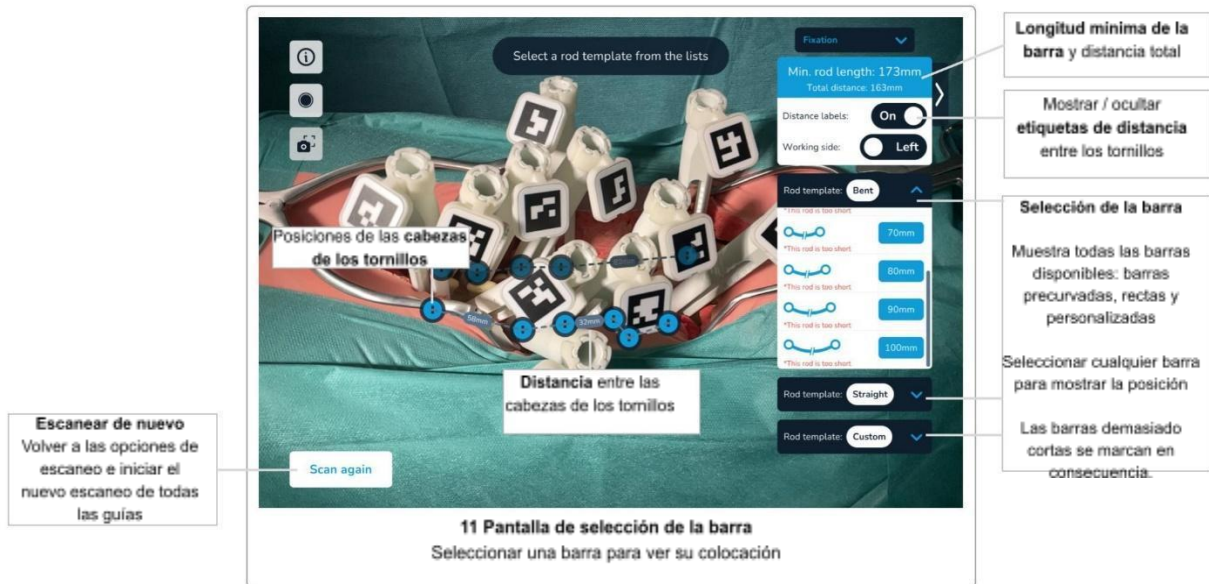 Select a rod template from the lists
Fixation
Min. rod length: 173mm
Total distance: 163mm
Distance labels:
On
Working side:
Left
Rod template:
Bent
*This rod is too short
70mm
*This rod is too short
80mm
*This rod is too short
90mm
*This rod is too short
100mm
*This rod is too short
Rod template:
Straight
Rod template:
Custom
Posiciones de las cabezas
de los tornillos
58mm
37mm
Distancia entre las
cabezas de los tornillos
Scan again
Escanear de nuevo
Volver a las opciones de
escaneo e iniciar el
nuevo escaneo de todas
las guías
Longitud mínima de la
barra y distancia total
Mostrar / ocultar
etiquetas de distancia
entre los tornillos
Selección de la barra
Muestra todas las barras
disponibles: barras
precurvadas, rectas y
personalizadas
Seleccionar cualquier barra
para mostrar la posición
Las barras demasiado
cortas se marcan en
consecuencia.
11 Pantalla de selección de la barra
Seleccionar una barra para ver su colocación